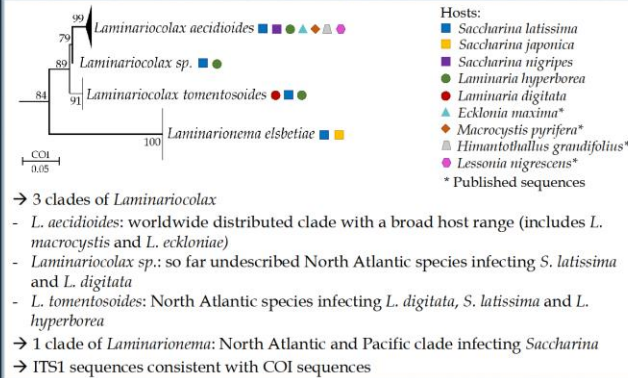 99
Laminariocolax aecidioides
79
89
Laminariocolax sp.
84
91
Laminariocolax tomentosoides
100
Laminarionema elsbetiae
COI
0.05
Hosts:
Saccharina latissima
Saccharina japonica
Saccharina nigripes
Laminaria hyperborea
Laminaria digitata
Ecklonia maxima*
Macrocystis pyrifera*
Himantothallus grandifolius*
Lessonia nigrescens*
* Published sequences
→ 3 clades of Laminariocolax
- L. aecidioides: worldwide distributed clade with a broad host range (includes L.
macrocystis and L. eckloniae)
- Laminariocolax sp.: so far undescribed North Atlantic species infecting S. latissima
and L. digitata
- L. tomentosoides: North Atlantic species infecting L. digitata, S. latissima and L.
hyperborea
→ 1 clade of Laminarionema: North Atlantic and Pacific clade infecting Saccharina
→ ITS1 sequences consistent with COI sequences